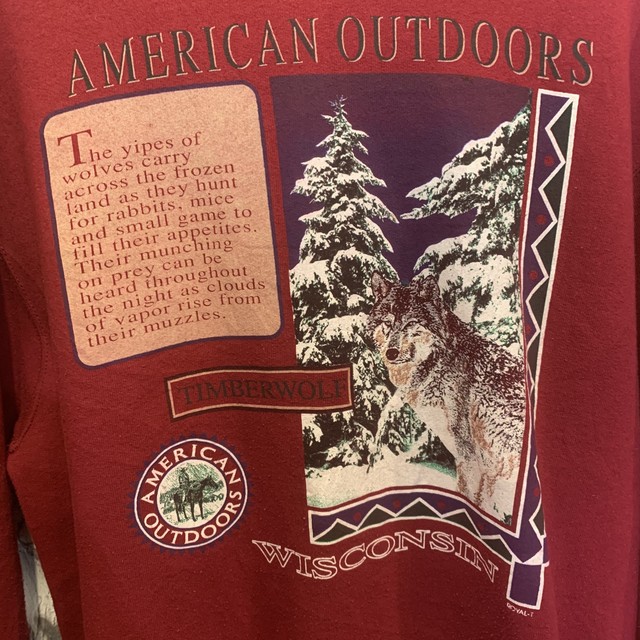 AMERICAN OUTDOORS
The yipes of
wolves carry
across the frozen
land as they hunt
for rabbits, mice
and small game to
fill their appetites.
Their munching
on prey can be
heard throughout
the night as clouds
of vapor rise from
their muzzles.
TIMBERWOLF
AMERICAN
OUTDOORS
WISCONSIN